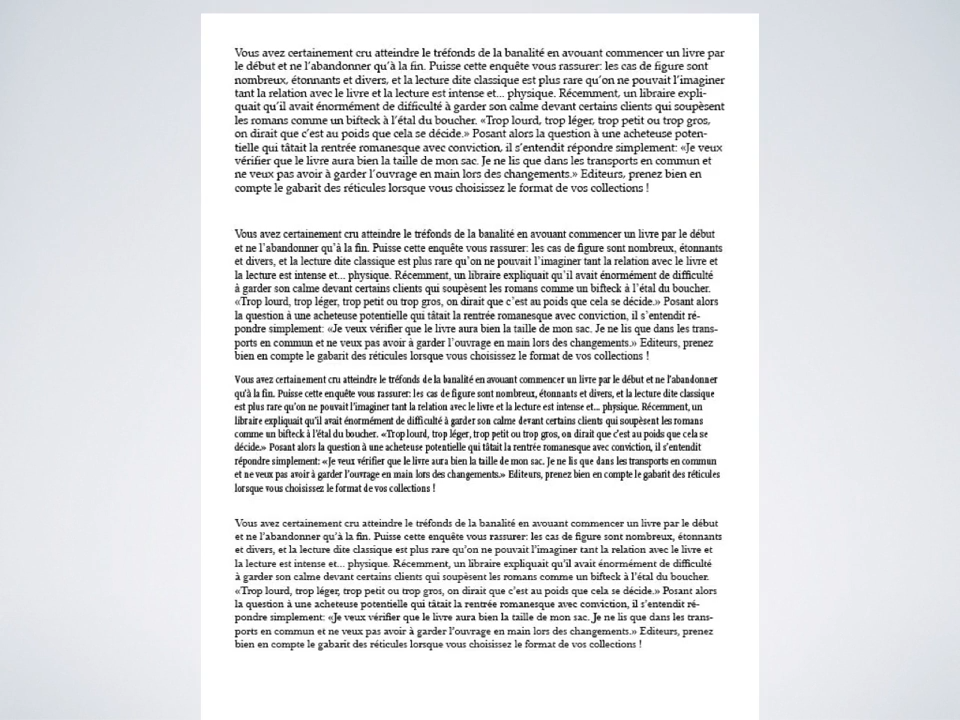 Vous avez certainement cru atteindre le tréfonds de la banalité en avouant commencer un livre par
le début et ne l’abandonner qu’à la fin. Puisse cette enquête vous rassurer: les cas de figure sont
nombreux, étonnants et divers, et la lecture dite classique est plus rare qu’on ne pouvait l’imaginer
tant la relation avec le livre et la lecture est intense et... physique. Récemment, un libraire expli-
quait qu’il avait énormément de difficulté à garder son calme devant certains clients qui soupèsent
les romans comme un bifteck à l’étal du boucher. «Trop lourd, trop léger, trop petit ou trop gros,
on dirait que c’est au poids que cela se décide.» Posant alors la question à une acheteuse poten-
tielle qui tâtait la rentrée romanesque avec conviction, il s’entendit répondre simplement: «Je veux
vérifier que le livre aura bien la taille de mon sac. Je ne lis que dans les transports en commun et
ne veux pas avoir à garder l’ouvrage en main lors des changements.» Editeurs, prenez bien en
compte le gabarit des réticules lorsque vous choisissez le format de vos collections !
Vous avez certainement cru atteindre le tréfonds de la banalité en avouant commencer un livre par le début
et ne l’abandonner qu’à la fin. Puisse cette enquête vous rassurer: les cas de figure sont nombreux, étonnants
et divers, et la lecture dite classique est plus rare qu’on ne pouvait l’imaginer tant la relation avec le livre et
la lecture est intense et... physique. Récemment, un libraire expliquait qu’il avait énormément de difficulté
à garder son calme devant certains clients qui soupèsent les romans comme un bifteck à l’étal du boucher.
«Trop lourd, trop léger, trop petit ou trop gros, on dirait que c’est au poids que cela se décide.» Posant alors
la question à une acheteuse potentielle qui tâtait la rentrée romanesque avec conviction, il s’entendit ré-
pondre simplement: «Je veux vérifier que le livre aura bien la taille de mon sac. Je ne lis que dans les trans-
ports en commun et ne veux pas avoir à garder l’ouvrage en main lors des changements.» Editeurs, prenez
bien en compte le gabarit des réticules lorsque vous choisissez le format de vos collections !
Vous avez certainement cru atteindre le tréfonds de la banalité en avouant commencer un livre par le début et ne l’abandonner
qu’à la fin. Puisse cette enquête vous rassurer: les cas de figure sont nombreux, étonnants et divers, et la lecture dite classique
est plus rare qu’on ne pouvait l’imaginer tant la relation avec le livre et la lecture est intense et... physique. Récemment, un
libraire expliquait qu’il avait énormément de difficulté à garder son calme devant certains clients qui soupèsent les romans
comme un bifteck à l’étal du boucher. «Trop lourd, trop léger, trop petit ou trop gros, on dirait que c’est au poids que cela se
décide.» Posant alors la question à une acheteuse potentielle qui tâtait la rentrée romanesque avec conviction, il s’entendit
répondre simplement: «Je veux vérifier que le livre aura bien la taille de mon sac. Je ne lis que dans les transports en commun
et ne veux pas avoir à garder l’ouvrage en main lors des changements.» Editeurs, prenez bien en compte le gabarit des réticules
lorsque vous choisissez le format de vos collections !
Vous avez certainement cru atteindre le tréfonds de la banalité en avouant commencer un livre par le début
et ne l’abandonner qu’à la fin. Puisse cette enquête vous rassurer: les cas de figure sont nombreux, étonnants
et divers, et la lecture dite classique est plus rare qu’on ne pouvait l’imaginer tant la relation avec le livre et
la lecture est intense et... physique. Récemment, un libraire expliquait qu’il avait énormément de difficulté
à garder son calme devant certains clients qui soupèsent les romans comme un bifteck à l’étal du boucher.
«Trop lourd, trop léger, trop petit ou trop gros, on dirait que c’est au poids que cela se décide.» Posant alors
la question à une acheteuse potentielle qui tâtait la rentrée romanesque avec conviction, il s’entendit ré-
pondre simplement: «Je veux vérifier que le livre aura bien la taille de mon sac. Je ne lis que dans les trans-
ports en commun et ne veux pas avoir à garder l’ouvrage en main lors des changements.» Editeurs, prenez
bien en compte le gabarit des réticules lorsque vous choisissez le format de vos collections !